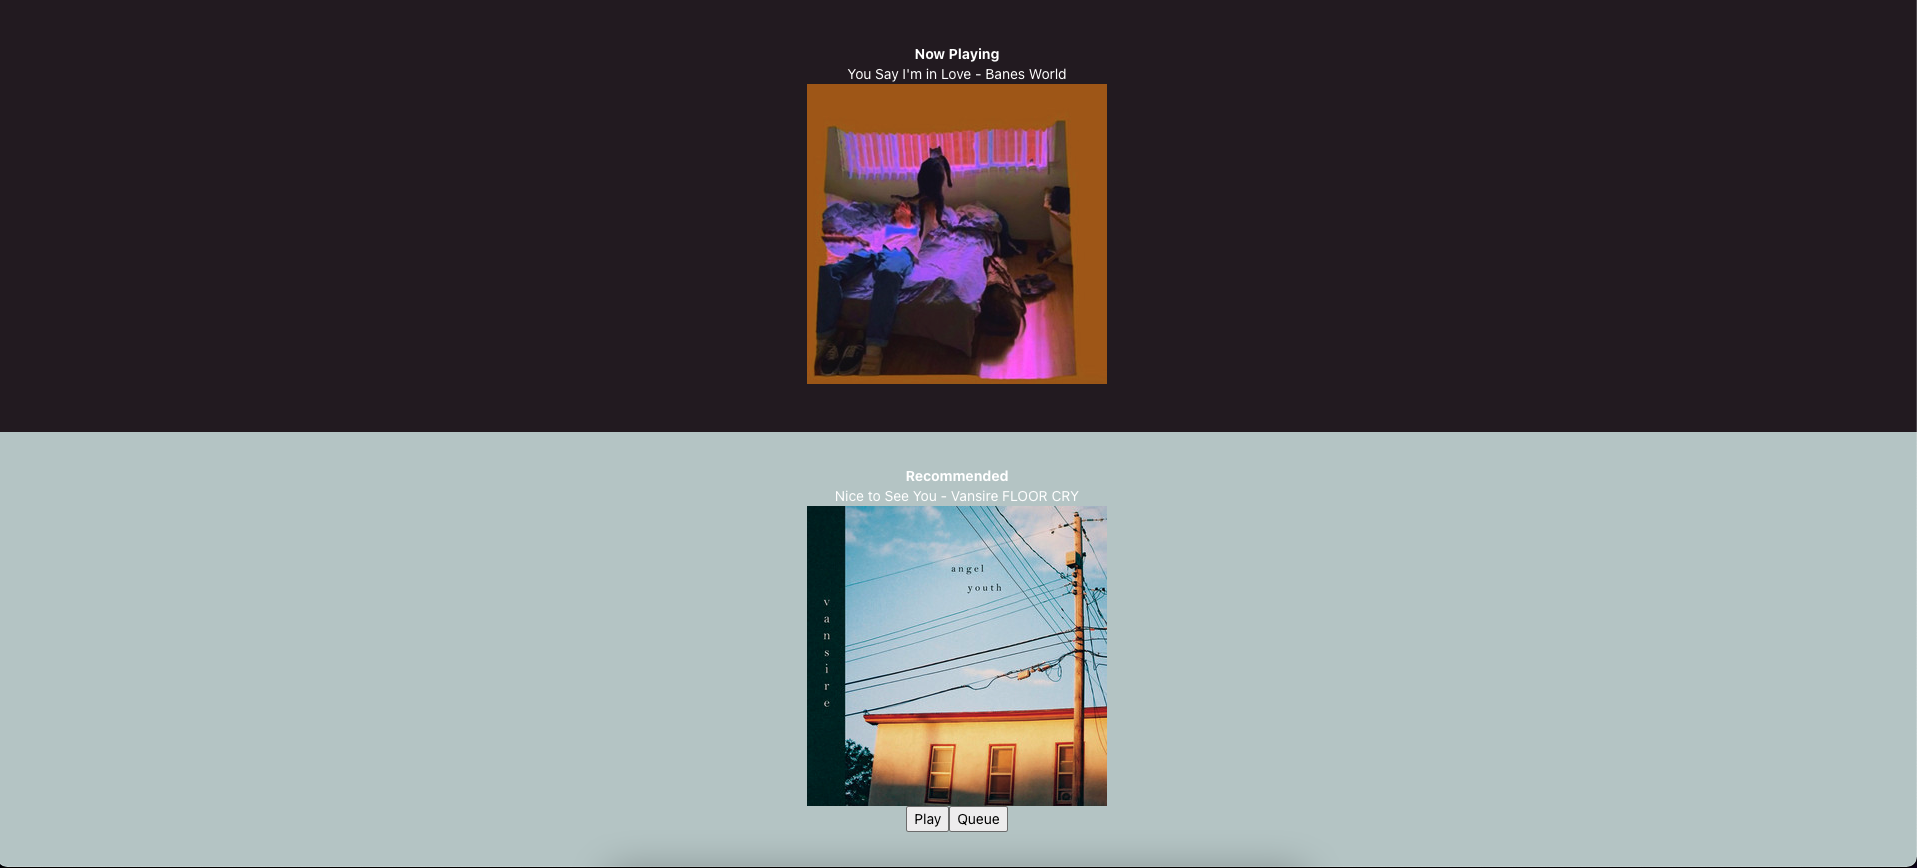 Now Playing
You Say I'm in Love - Banes World
Recommended
Nice to See You - Vansire FLOOR CRY
angel
youth
vansire
Play Queue